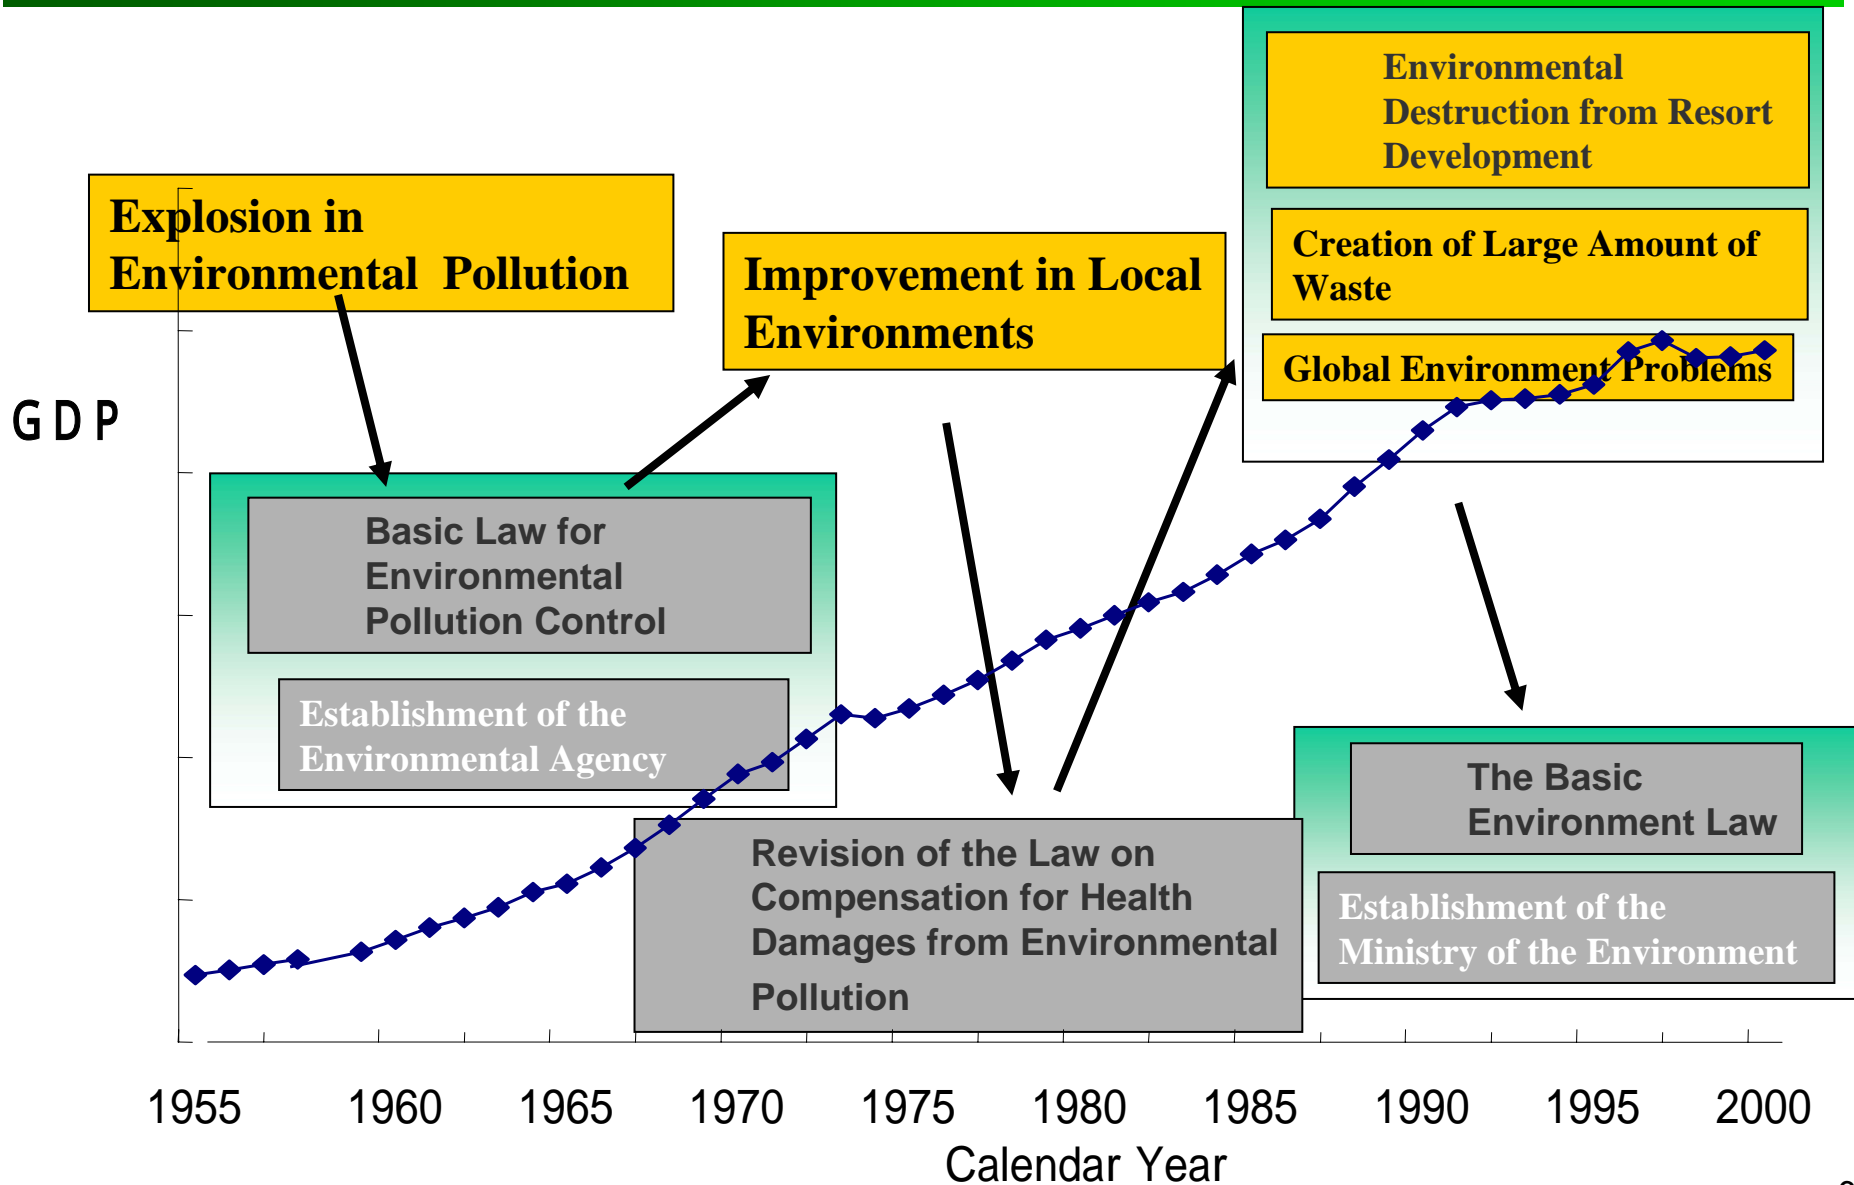 Environmental
Destruction from Resort
Development
Explosion in
Environmental Pollution
Improvement in Local
Environments
Creation of Large Amount of
Waste
Global Environment Problems
GDP
Basic Law for
Environmental
Pollution Control
Establishment of the
Environmental Agency
Revision of the Law on
Compensation for Health
Damages from Environmental
Pollution
The Basic
Environment Law
Establishment of the
Ministry of the Environment
1955 1960 1965 1970 1975 1980 1985 1990 1995 2000
Calendar Year